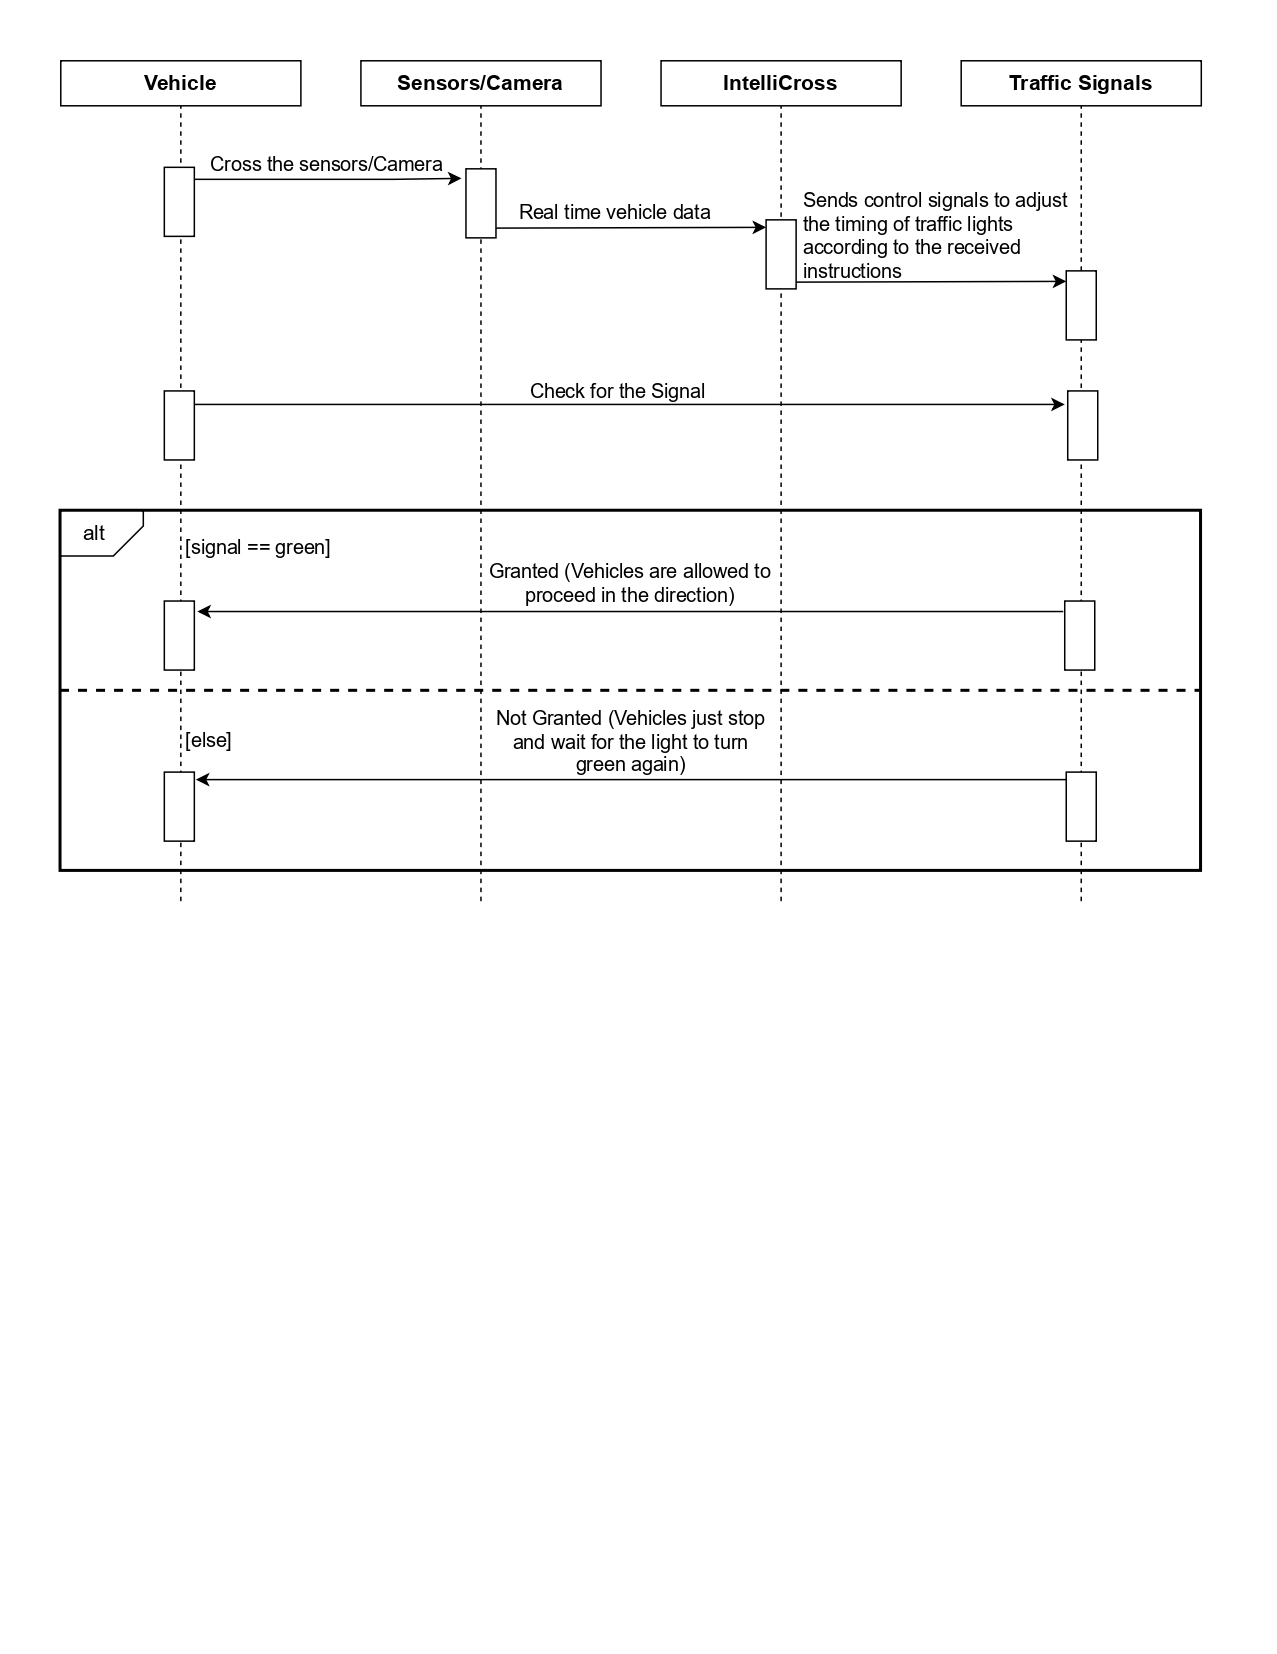 Vehicle
Sensors/Camera
IntelliCross
Traffic Signals
Cross the sensors/Camera
Real time vehicle data
Sends control signals to adjust
the timing of traffic lights
according to the received
instructions
Check for the Signal
alt
[signal == green]
Granted (Vehicles are allowed to
proceed in the direction)
Not Granted (Vehicles just stop
and wait for the light to turn
green again)
[else]